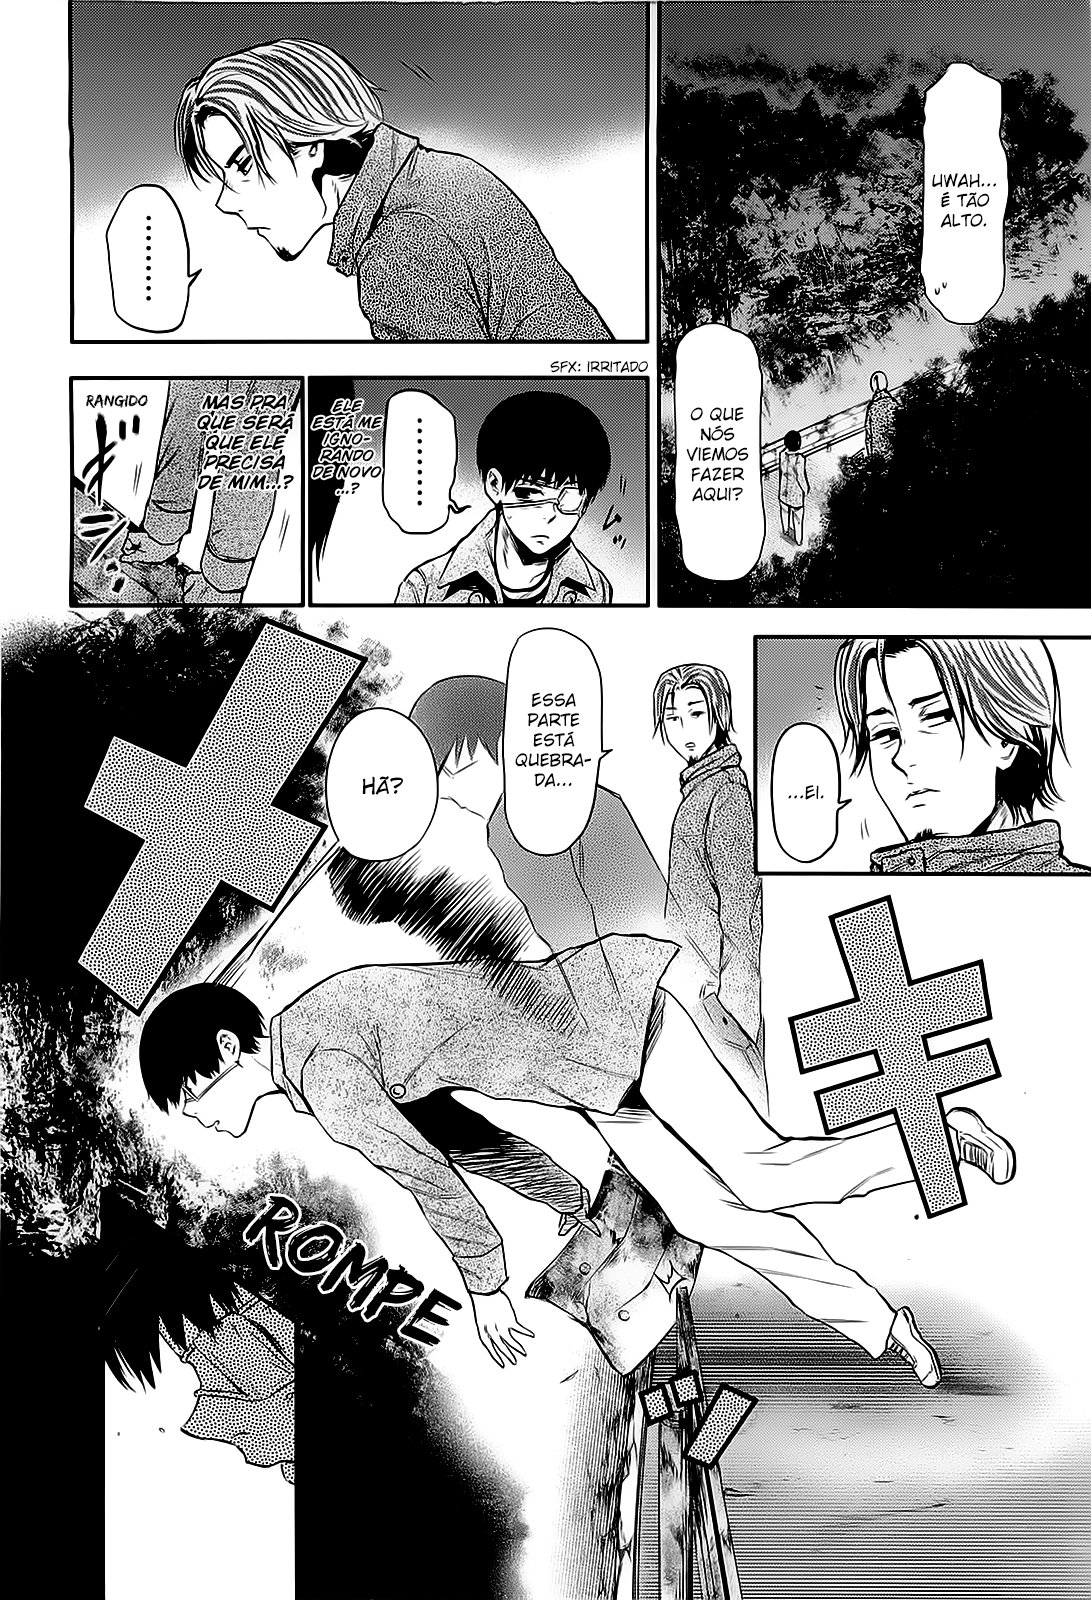 UWAH...
É TÃO
ALTO.
O QUE
NÓS
VIEMOS
FAZER
AQUI?
.......
SFX: IRRITADO
ELE
ESTÁ ME
IGNO-
RANDO
DE NOVO
...?
.......
MAS PRA
QUE SERÁ
QUE ELE
PRECISA
DE MIM...?
RANGIDO
...EI.
ESSA
PARTE
ESTÁ
QUEBRA-
DA...
HÃ?
キ
ROMPE